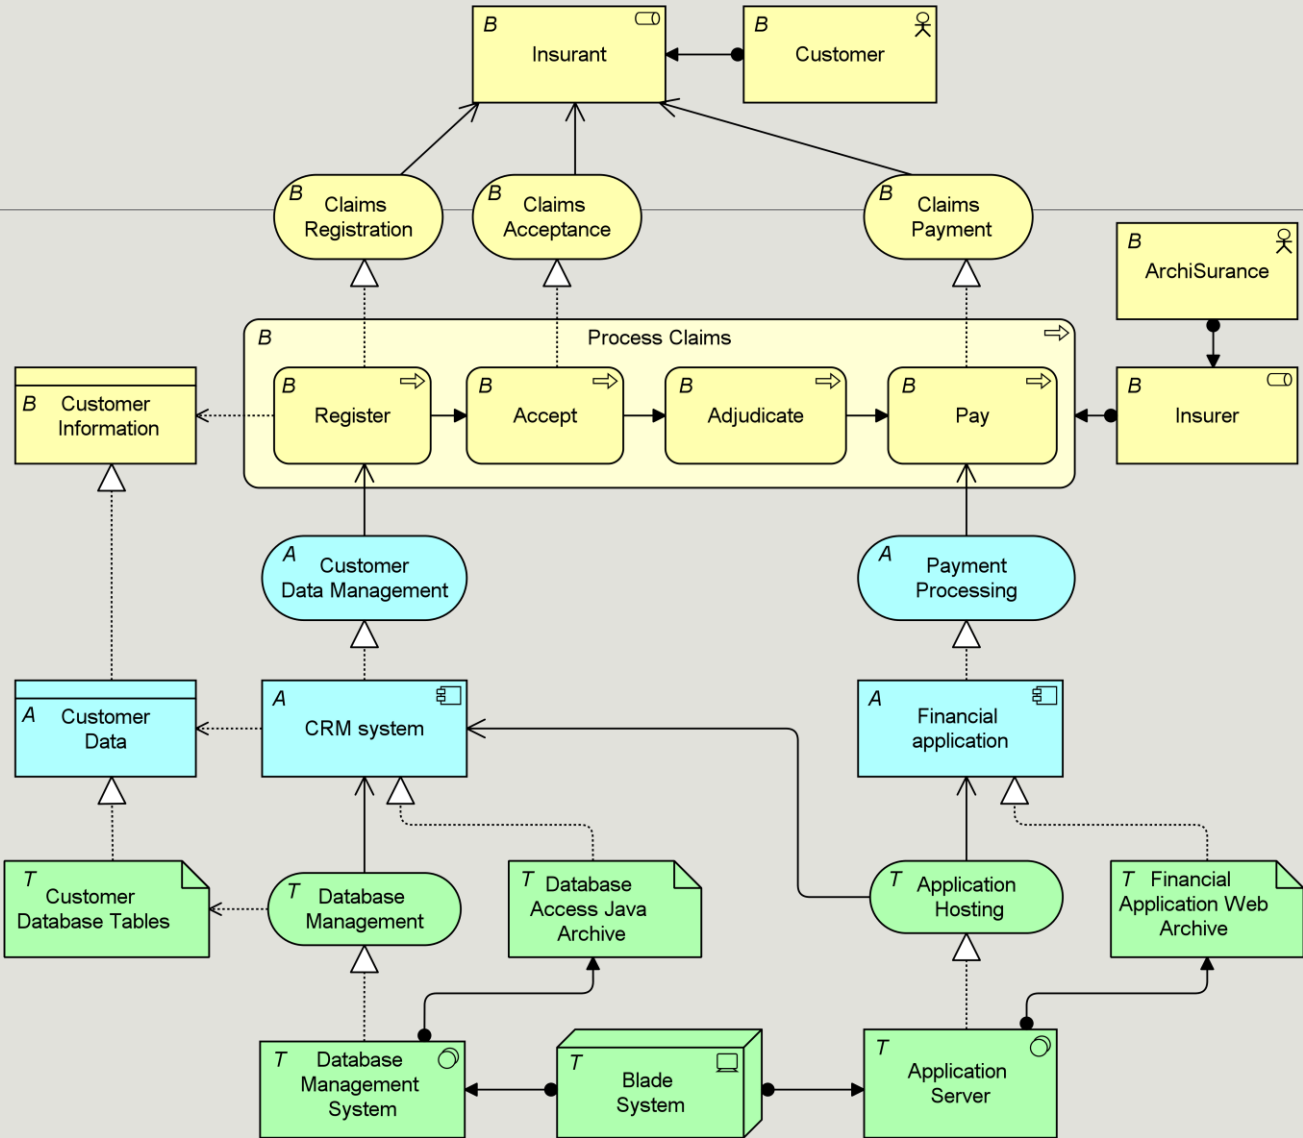 B
Insurant
B
Customer
B
Claims
Registration
B
Claims
Acceptance
B
Claims
Payment
B
ArchiSurance
B
Process Claims
B
Customer
Information
B
Register
B
Accept
B
Adjudicate
B
Pay
B
Insurer
A
Customer
Data Management
A
Payment
Processing
A
Customer
Data
A
CRM system
A
Financial
application
T
Customer
Database Tables
T
Database
Management
T
Database
Access Java
Archive
T
Application
Hosting
T
Financial
Application Web
Archive
T
Database
Management
System
T
Blade
System
T
Application
Server